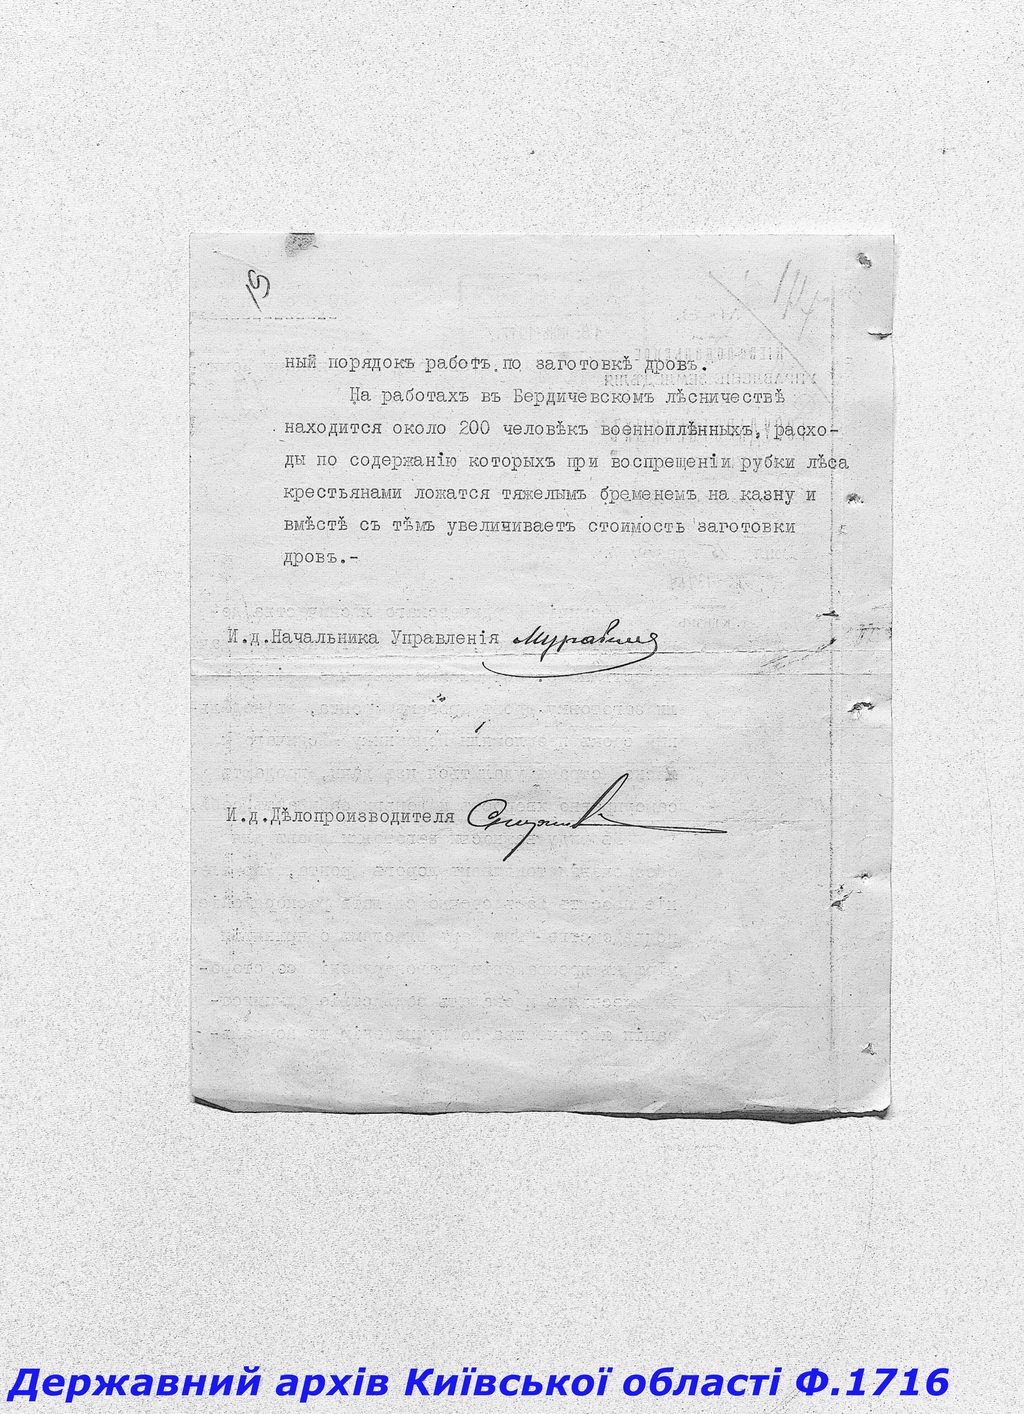 19
ный порядокъ работъ по заготовкѣ дровъ.
На работахъ въ Бердичевскомъ лѣсничествѣ
находится около 200 человѣкъ военноплѣнныхъ, расхо-
ды по содержанію которыхъ при воспрещеніи рубки лѣса
крестьянами ложатся тяжелымъ бременемъ на казну и
вмѣстѣ съ тѣмъ увеличиваетъ стоимость заготовки
дровъ.-
И.д.Начальника Управленія
И.д.Дѣлопроизводителя
Державний архів Київської області Ф.1716